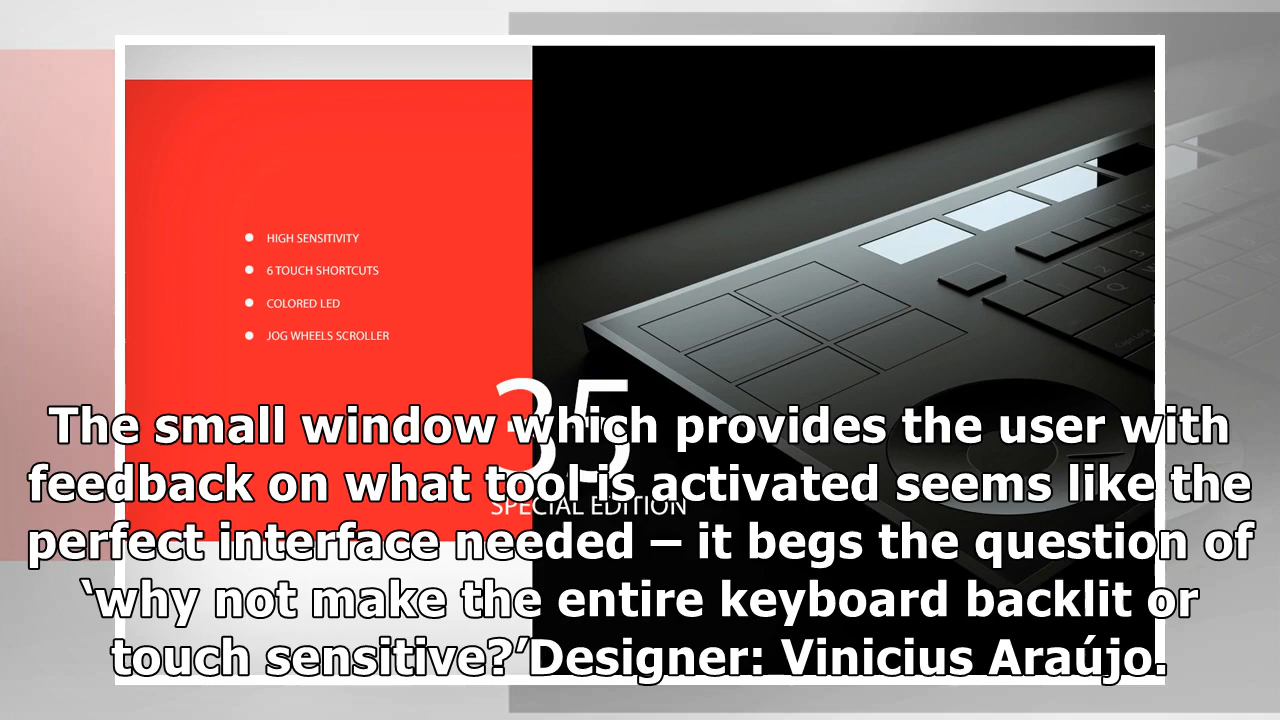 HIGH SENSITIVITY
6 TOUCH SHORTCUTS
COLORED LED
JOG WHEELS SCROLLER
35
SPECIAL EDITION
The small window which provides the user with
feedback on what tool is activated seems like the
perfect interface needed – it begs the question of
‘why not make the entire keyboard backlit or
touch sensitive?’Designer: Vinicius Araújo.